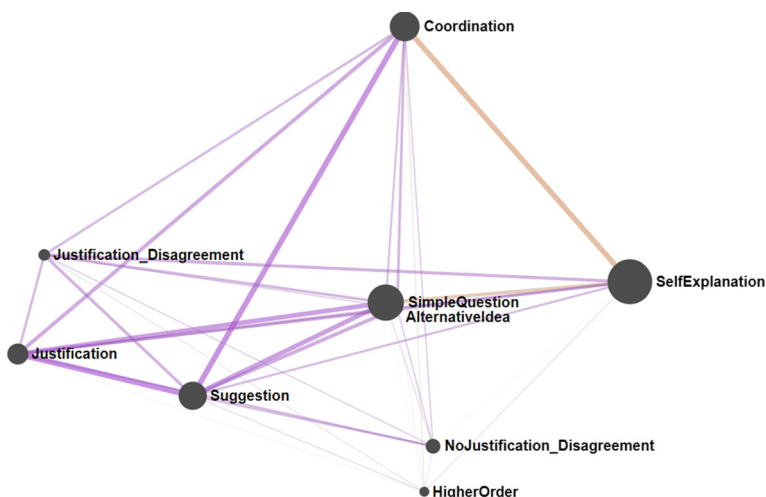 Coordination
Justification_Disagreement
SelfExplanation
SimpleQuestion
AlternativeIdea
Justification
Suggestion
NoJustification_Disagreement
HigherOrder